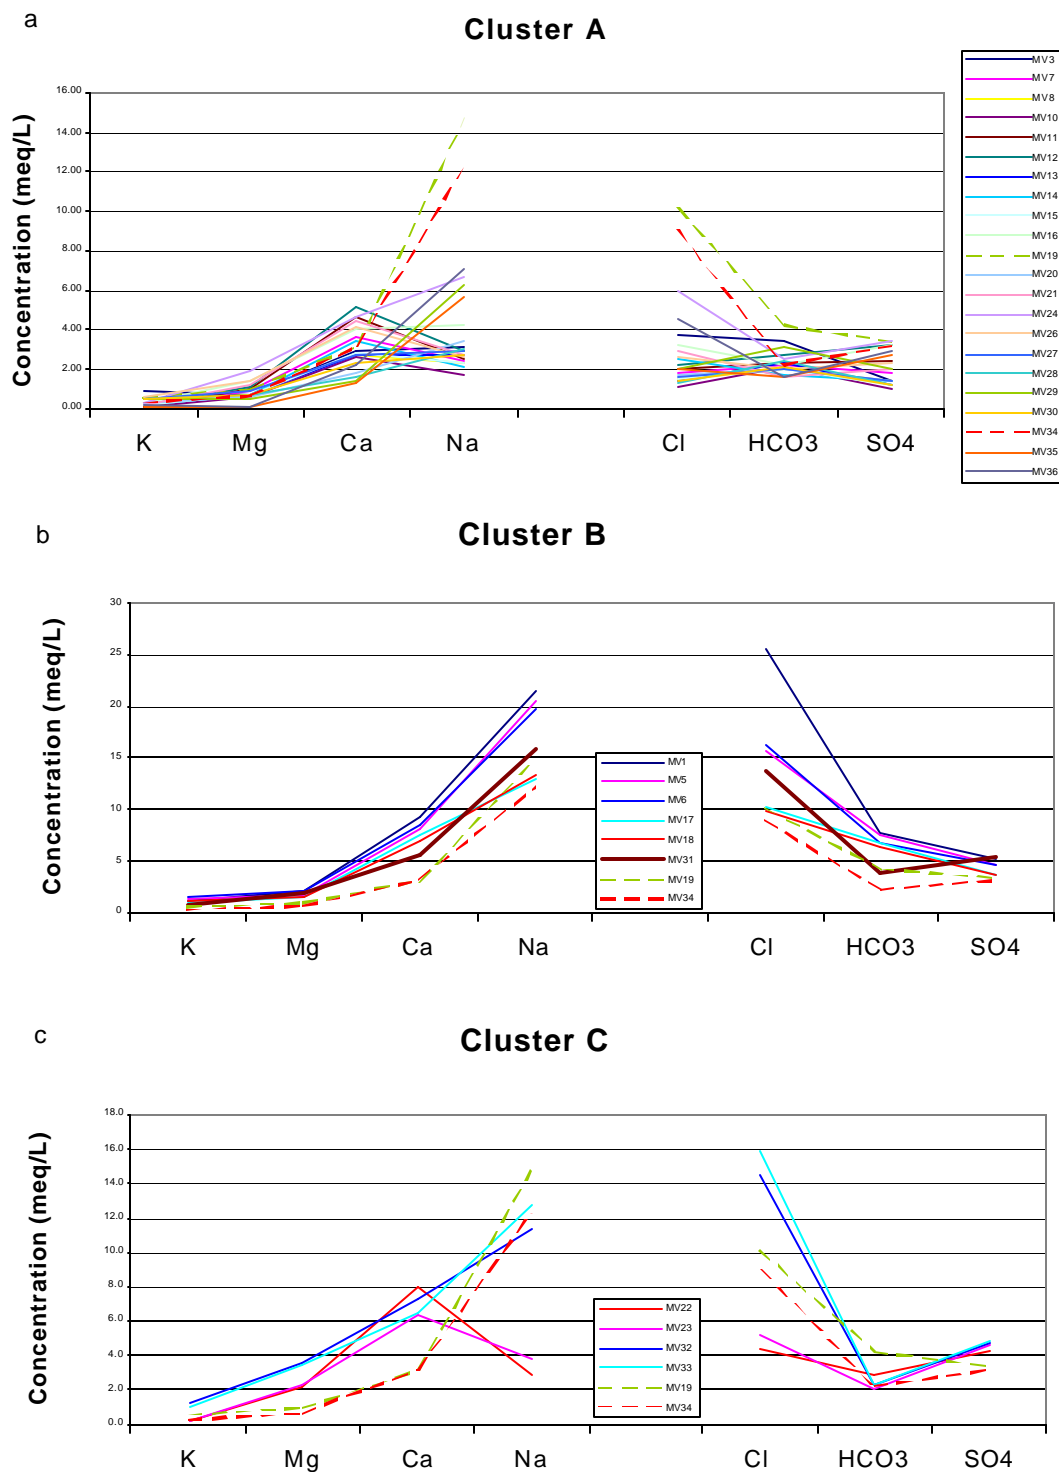 a
Cluster A
Concentration (meq/L)
16.00
14.00
12.00
10.00
8.00
6.00
4.00
2.00
0.00
K Mg Ca Na Cl HCO3 SO4
MV3
MV7
MV8
MV10
MV11
MV12
MV13
MV14
MV15
MV16
MV19
MV20
MV21
MV24
MV26
MV27
MV28
MV29
MV30
MV34
MV35
MV36
b
Cluster B
Concentration (meq/L)
30
25
20
15
10
5
0
K Mg Ca Na Cl HCO3 SO4
MV1
MV5
MV6
MV17
MV18
MV31
MV19
MV34
c
Cluster C
Concentration (meq/L)
18.0
16.0
14.0
12.0
10.0
8.0
6.0
4.0
2.0
0.0
K Mg Ca Na Cl HCO3 SO4
MV22
MV23
MV32
MV33
MV19
MV34